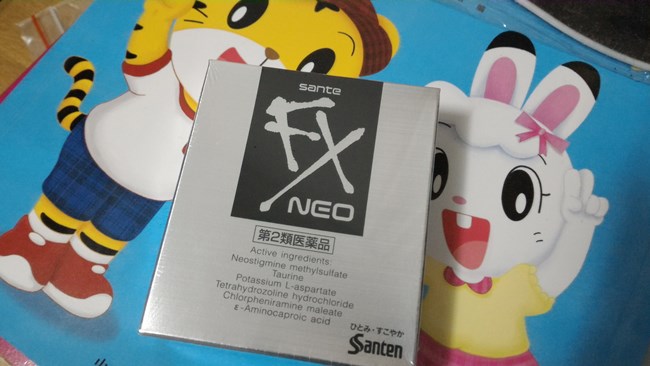 sante
FX
NEO
第2類医薬品
Active ingredients:
Neostigmine methylsulfate
Taurine
Potassium L-aspartate
Tetrahydrozoline hydrochloride
Chlorpheniramine maleate
ε-Aminocaproic acid
ひとみ・すこやか
Santen